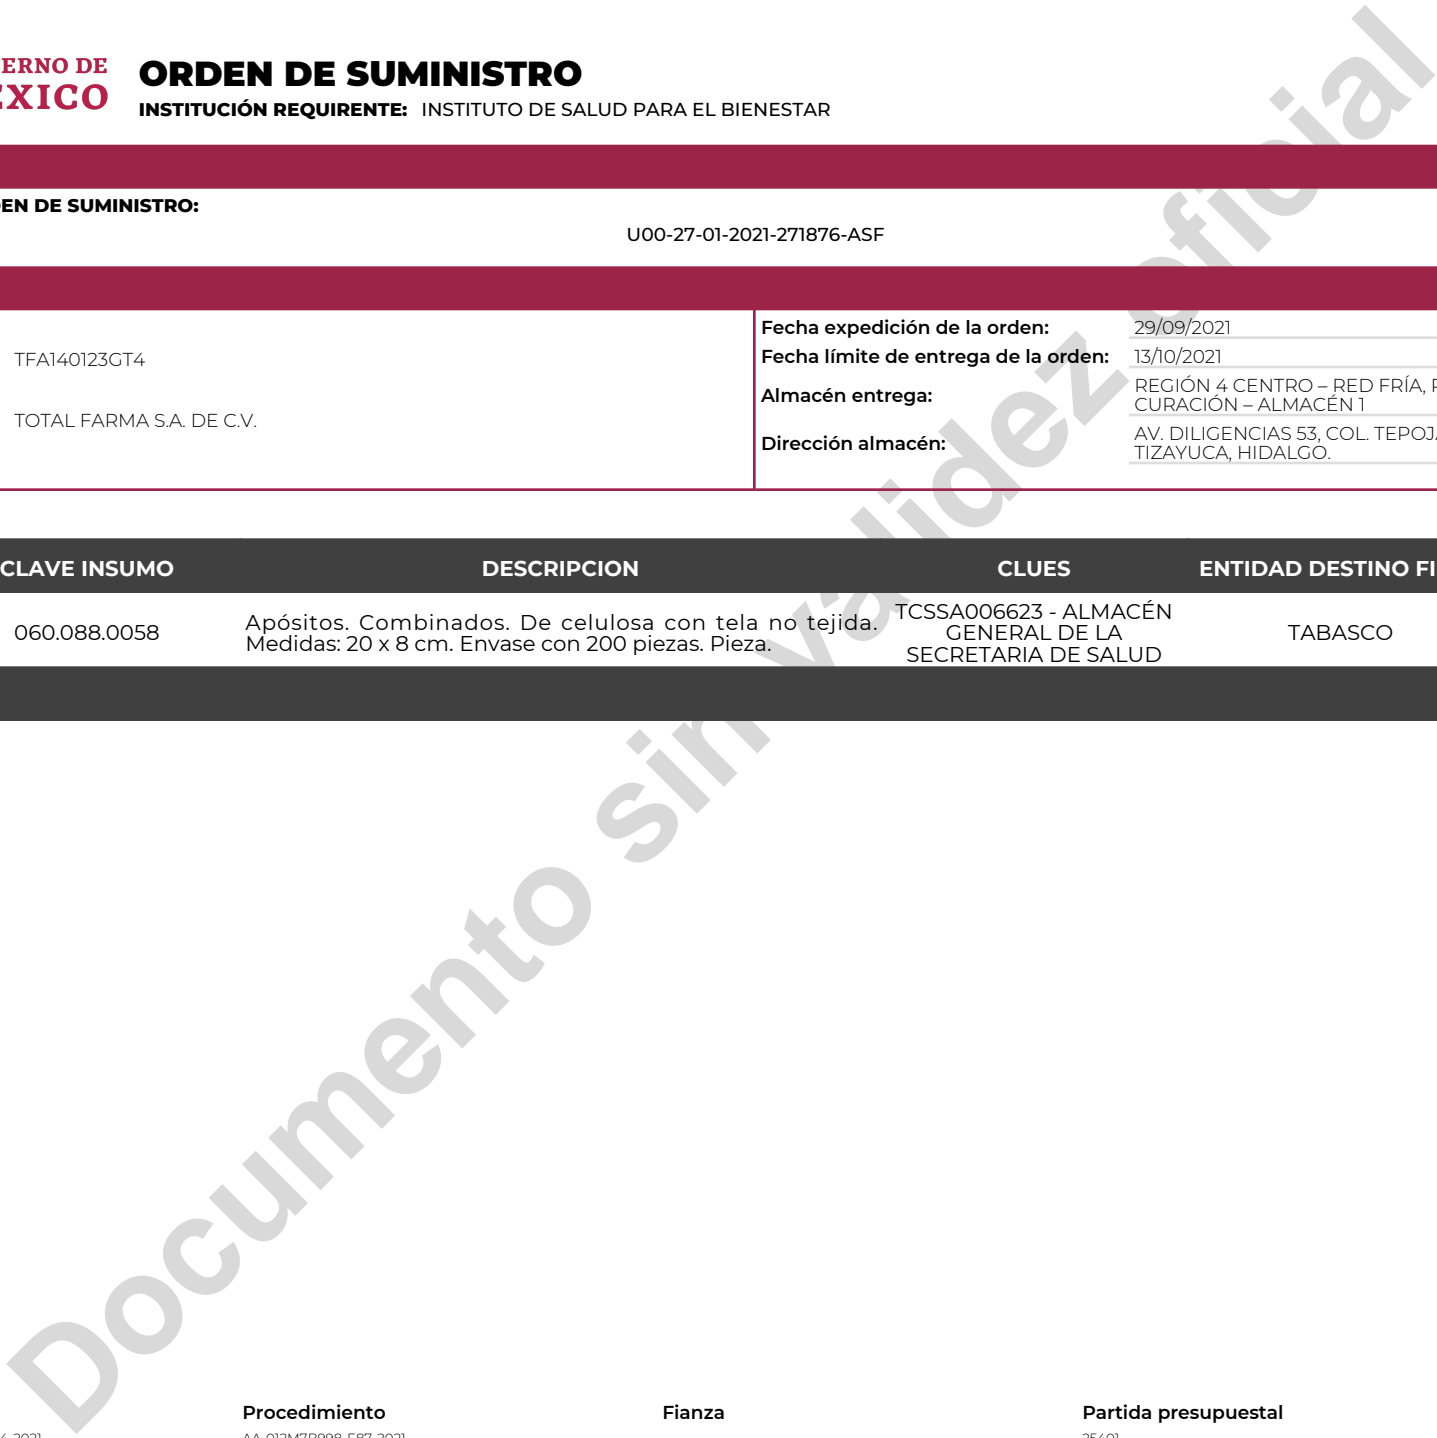 ERNO DE
EXICO
ORDEN DE SUMINISTRO
INSTITUCIÓN REQUIRENTE: INSTITUTO DE SALUD PARA EL BIENESTAR
EN DE SUMINISTRO:
U00-27-01-2021-271876-ASF
TFA140123GT4
TOTAL FARMA S.A. DE C.V.
Fecha expedición de la orden: 29/09/2021
Fecha límite de entrega de la orden: 13/10/2021
Almacén entrega: REGIÓN 4 CENTRO – RED FRÍA,
CURACIÓN – ALMACÉN 1
Dirección almacén: AV. DILIGENCIAS 53, COL. TEPOJ
TIZAYUCA, HIDALGO.
CLAVE INSUMO DESCRIPCION CLUES ENTIDAD DESTINO FI
060.088.0058
Apósitos. Combinados. De celulosa con tela no tejida.
Medidas: 20 x 8 cm. Envase con 200 piezas. Pieza.
TCSSA006623 - ALMACÉN
GENERAL DE LA
SECRETARIA DE SALUD
TABASCO
Documento sin validez oficial
Procedimiento Fianza Partida presupuestal